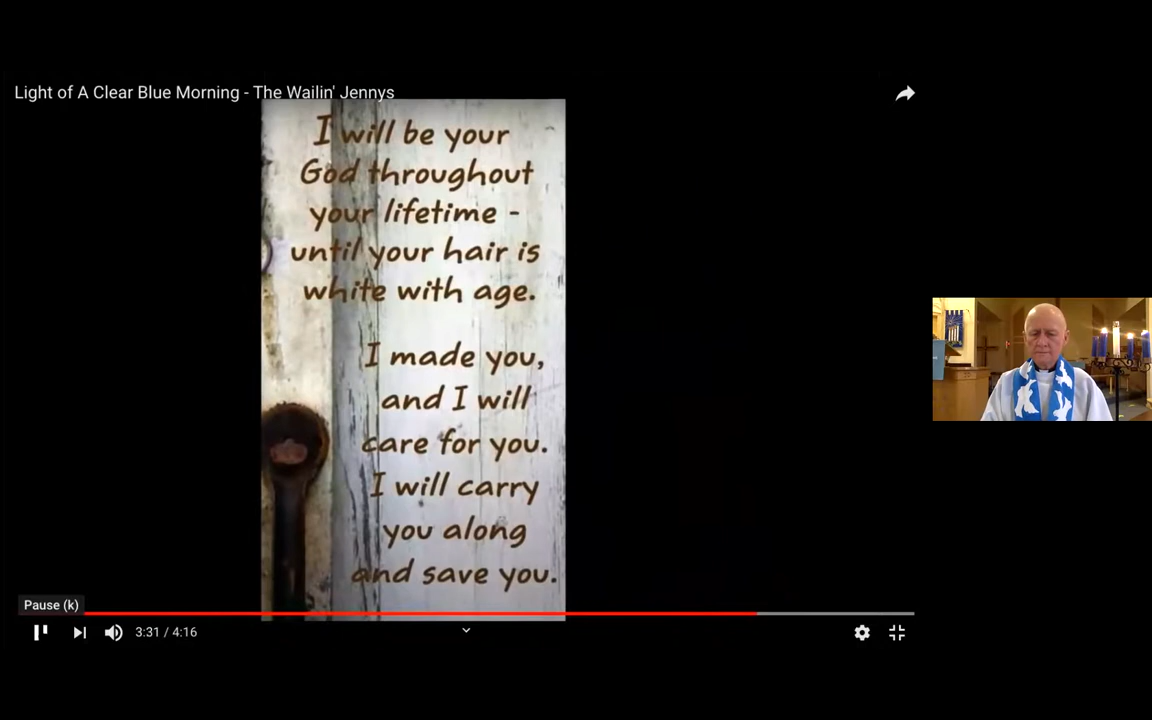 Light of A Clear Blue Morning - The Wailin' Jennys
I will be your
God throughout
your lifetime -
until your hair is
white with age.
I made you,
and I will
care for you.
I will carry
you along
and save you.
Pause (k)
3:31 / 4:16